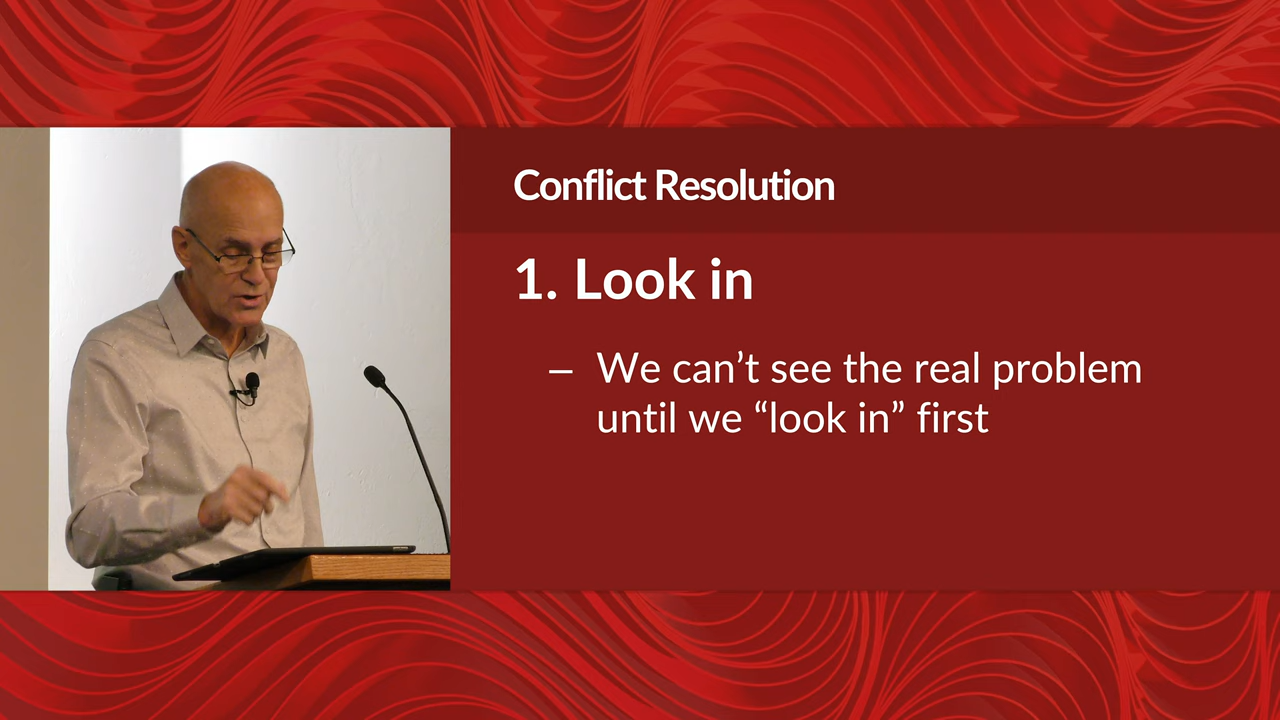 Conflict Resolution
1. Look in
– We can’t see the real problem
until we “look in” first